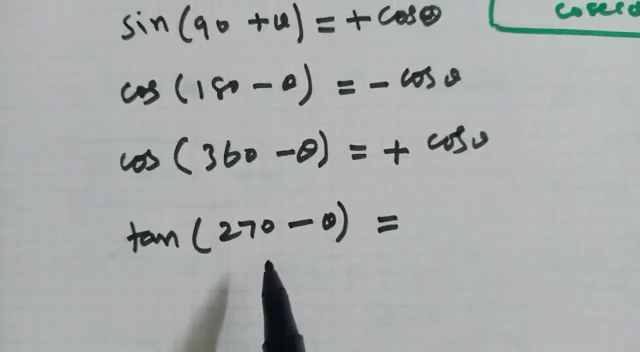 sin(90 + θ) = + cosθ
cos(180 - θ) = - cosθ
cos(360 - θ) = + cosθ
tan(270 - θ) =